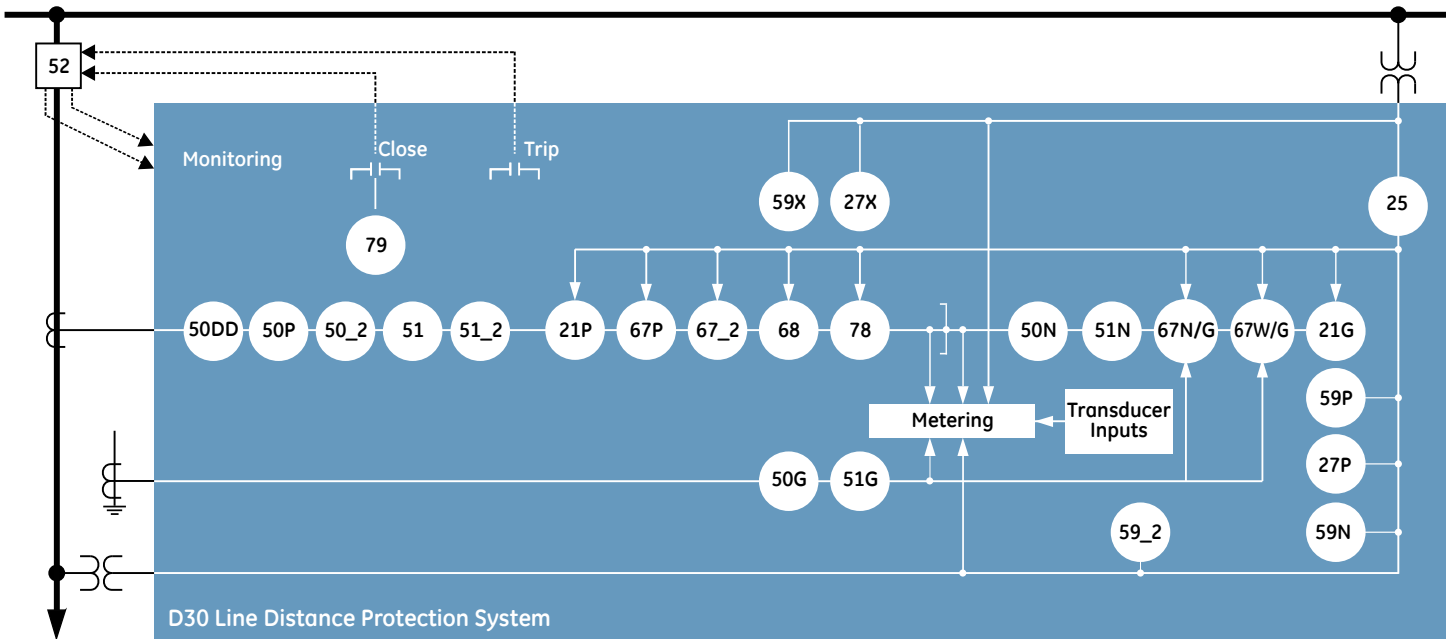 52
Monitoring
Close
Trip
59X
27X
25
79
50DD
50P
50_2
51
51_2
21P
67P
67_2
68
78
50N
51N
67N/G
67W/G
21G
Metering
Transducer
Inputs
59P
27P
50G
51G
59_2
59N
D30 Line Distance Protection System